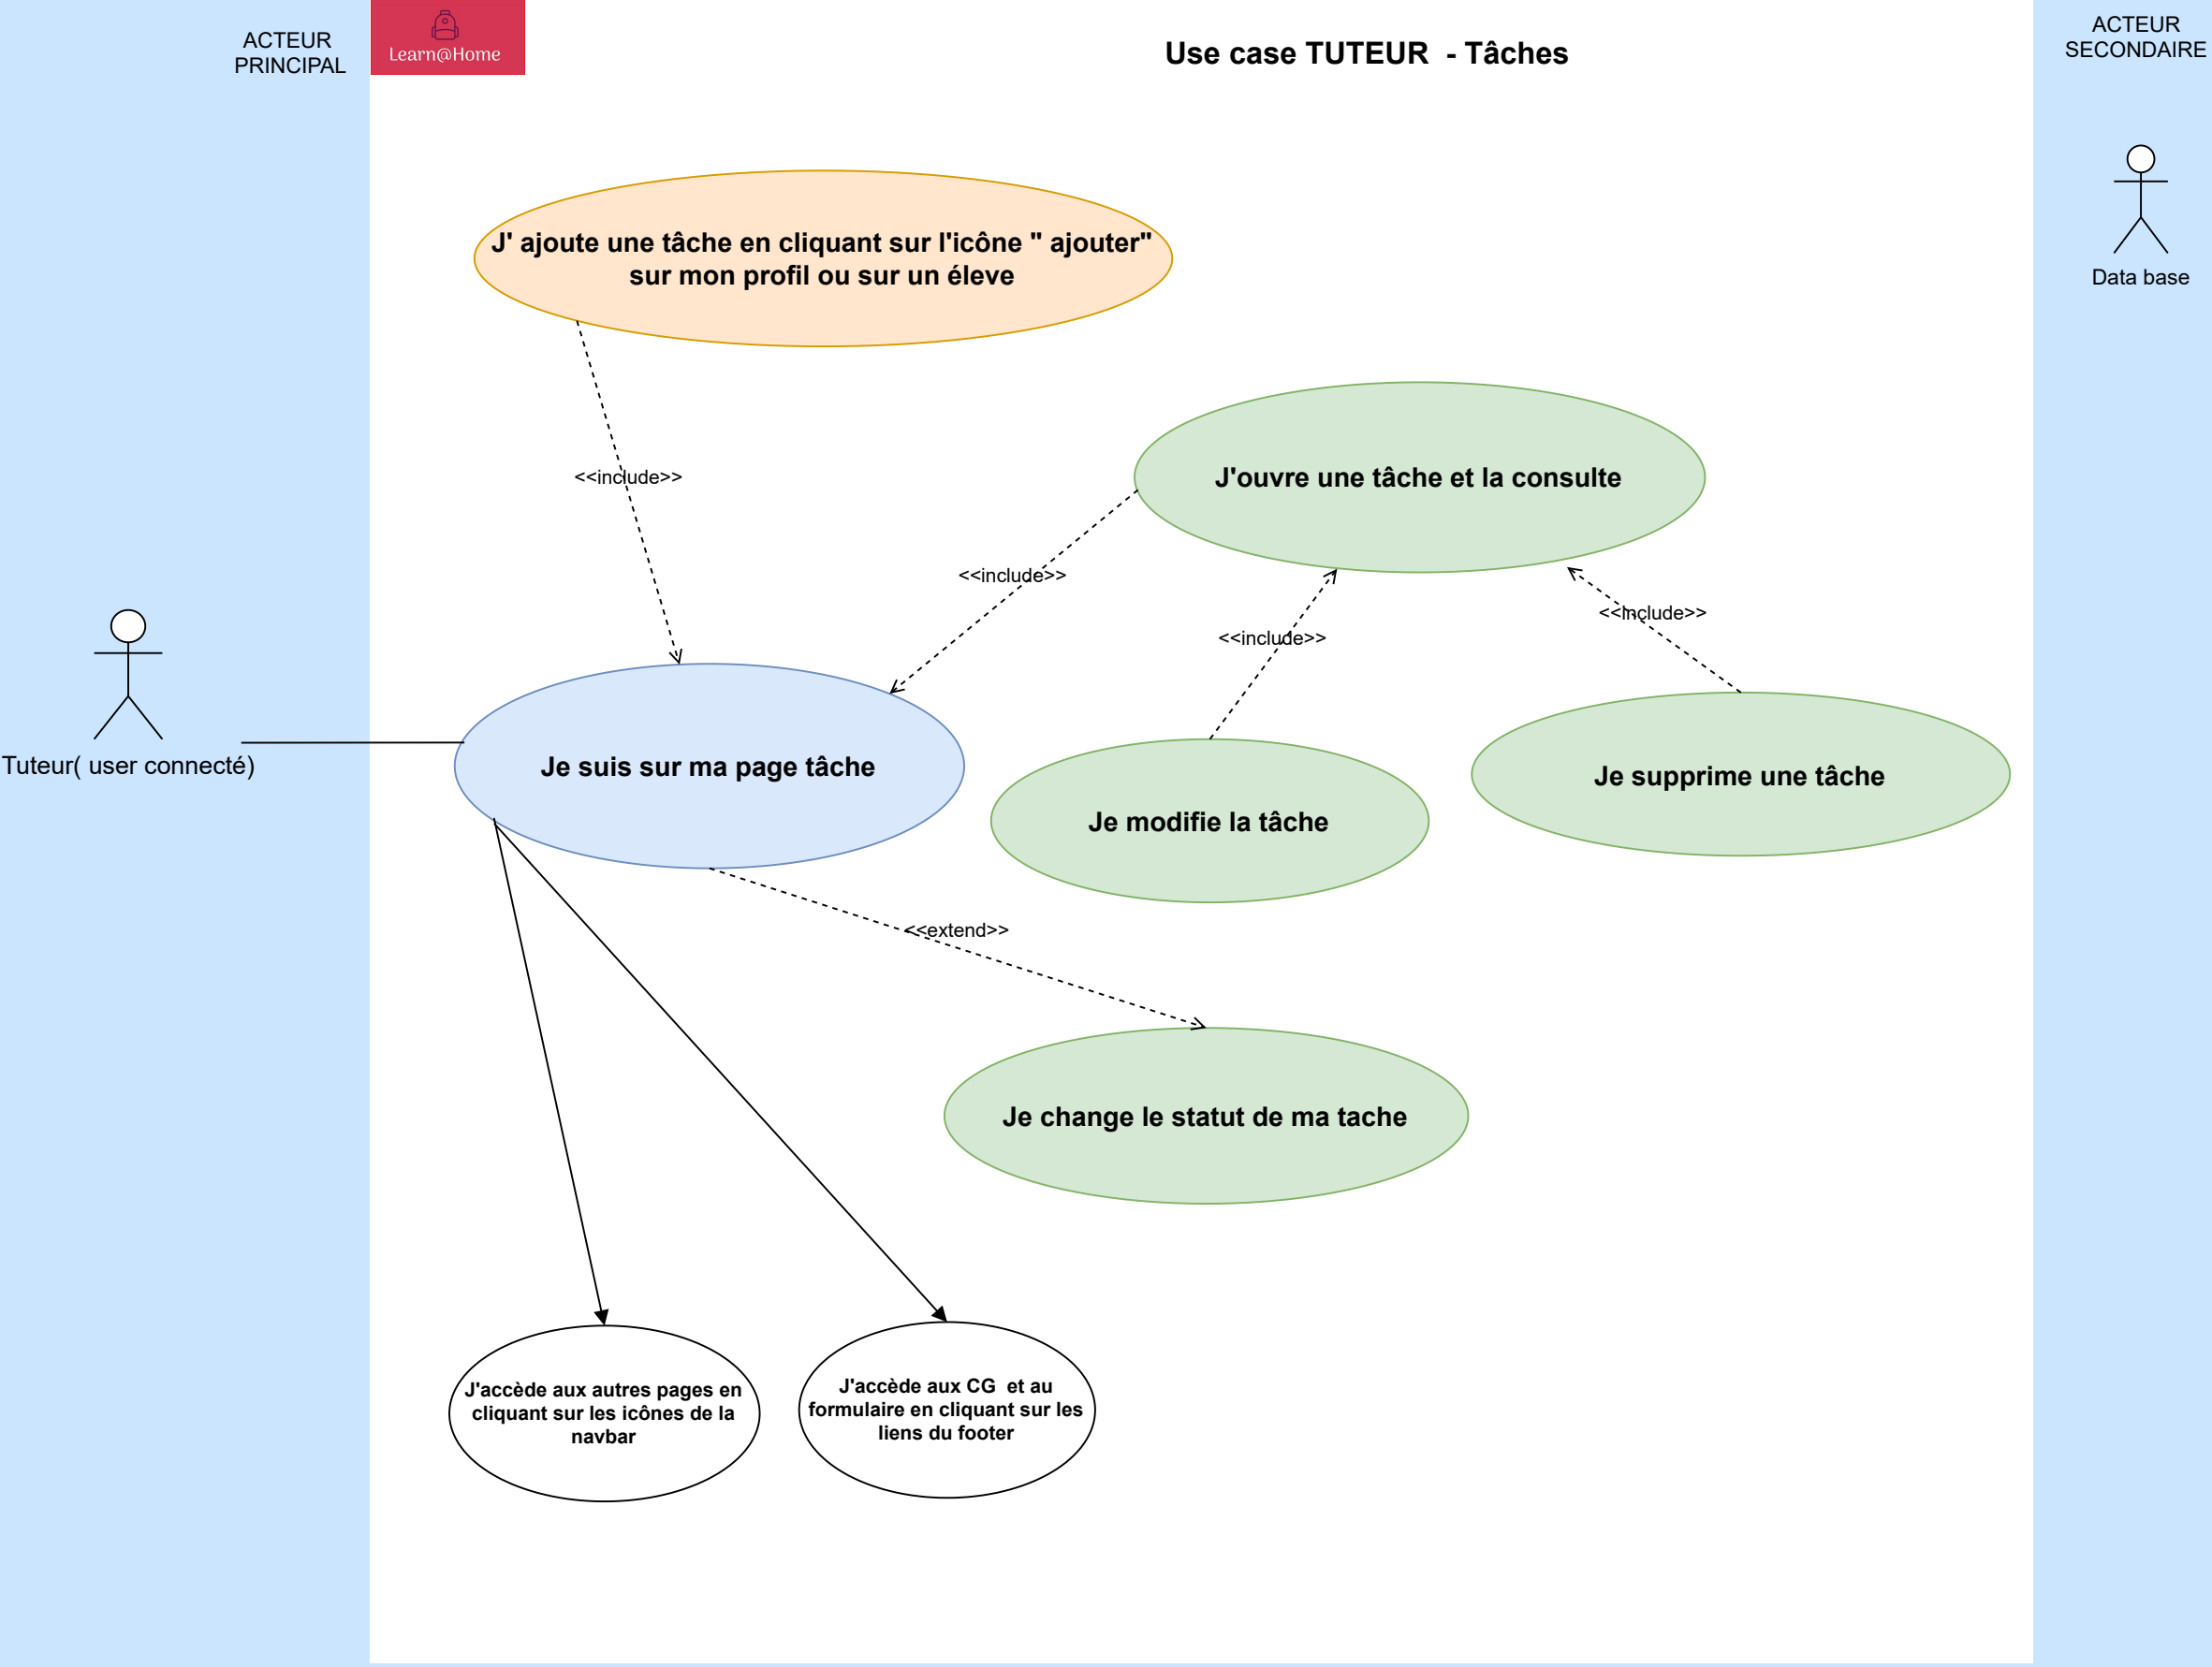 ACTEUR
PRINCIPAL
Learn@Home
Use case TUTEUR  - Tâches
ACTEUR
SECONDAIRE
Data base
J' ajoute une tâche en cliquant sur l'icône " ajouter"
sur mon profil ou sur un éleve
<<include>>
J'ouvre une tâche et la consulte
<<include>>
<<include>>
<<include>>
Tuteur( user connecté)
Je suis sur ma page tâche
Je modifie la tâche
Je supprime une tâche
<<extend>>
Je change le statut de ma tache
J'accède aux autres pages en
cliquant sur les icônes de la
navbar
J'accède aux CG  et au
formulaire en cliquant sur les
liens du footer